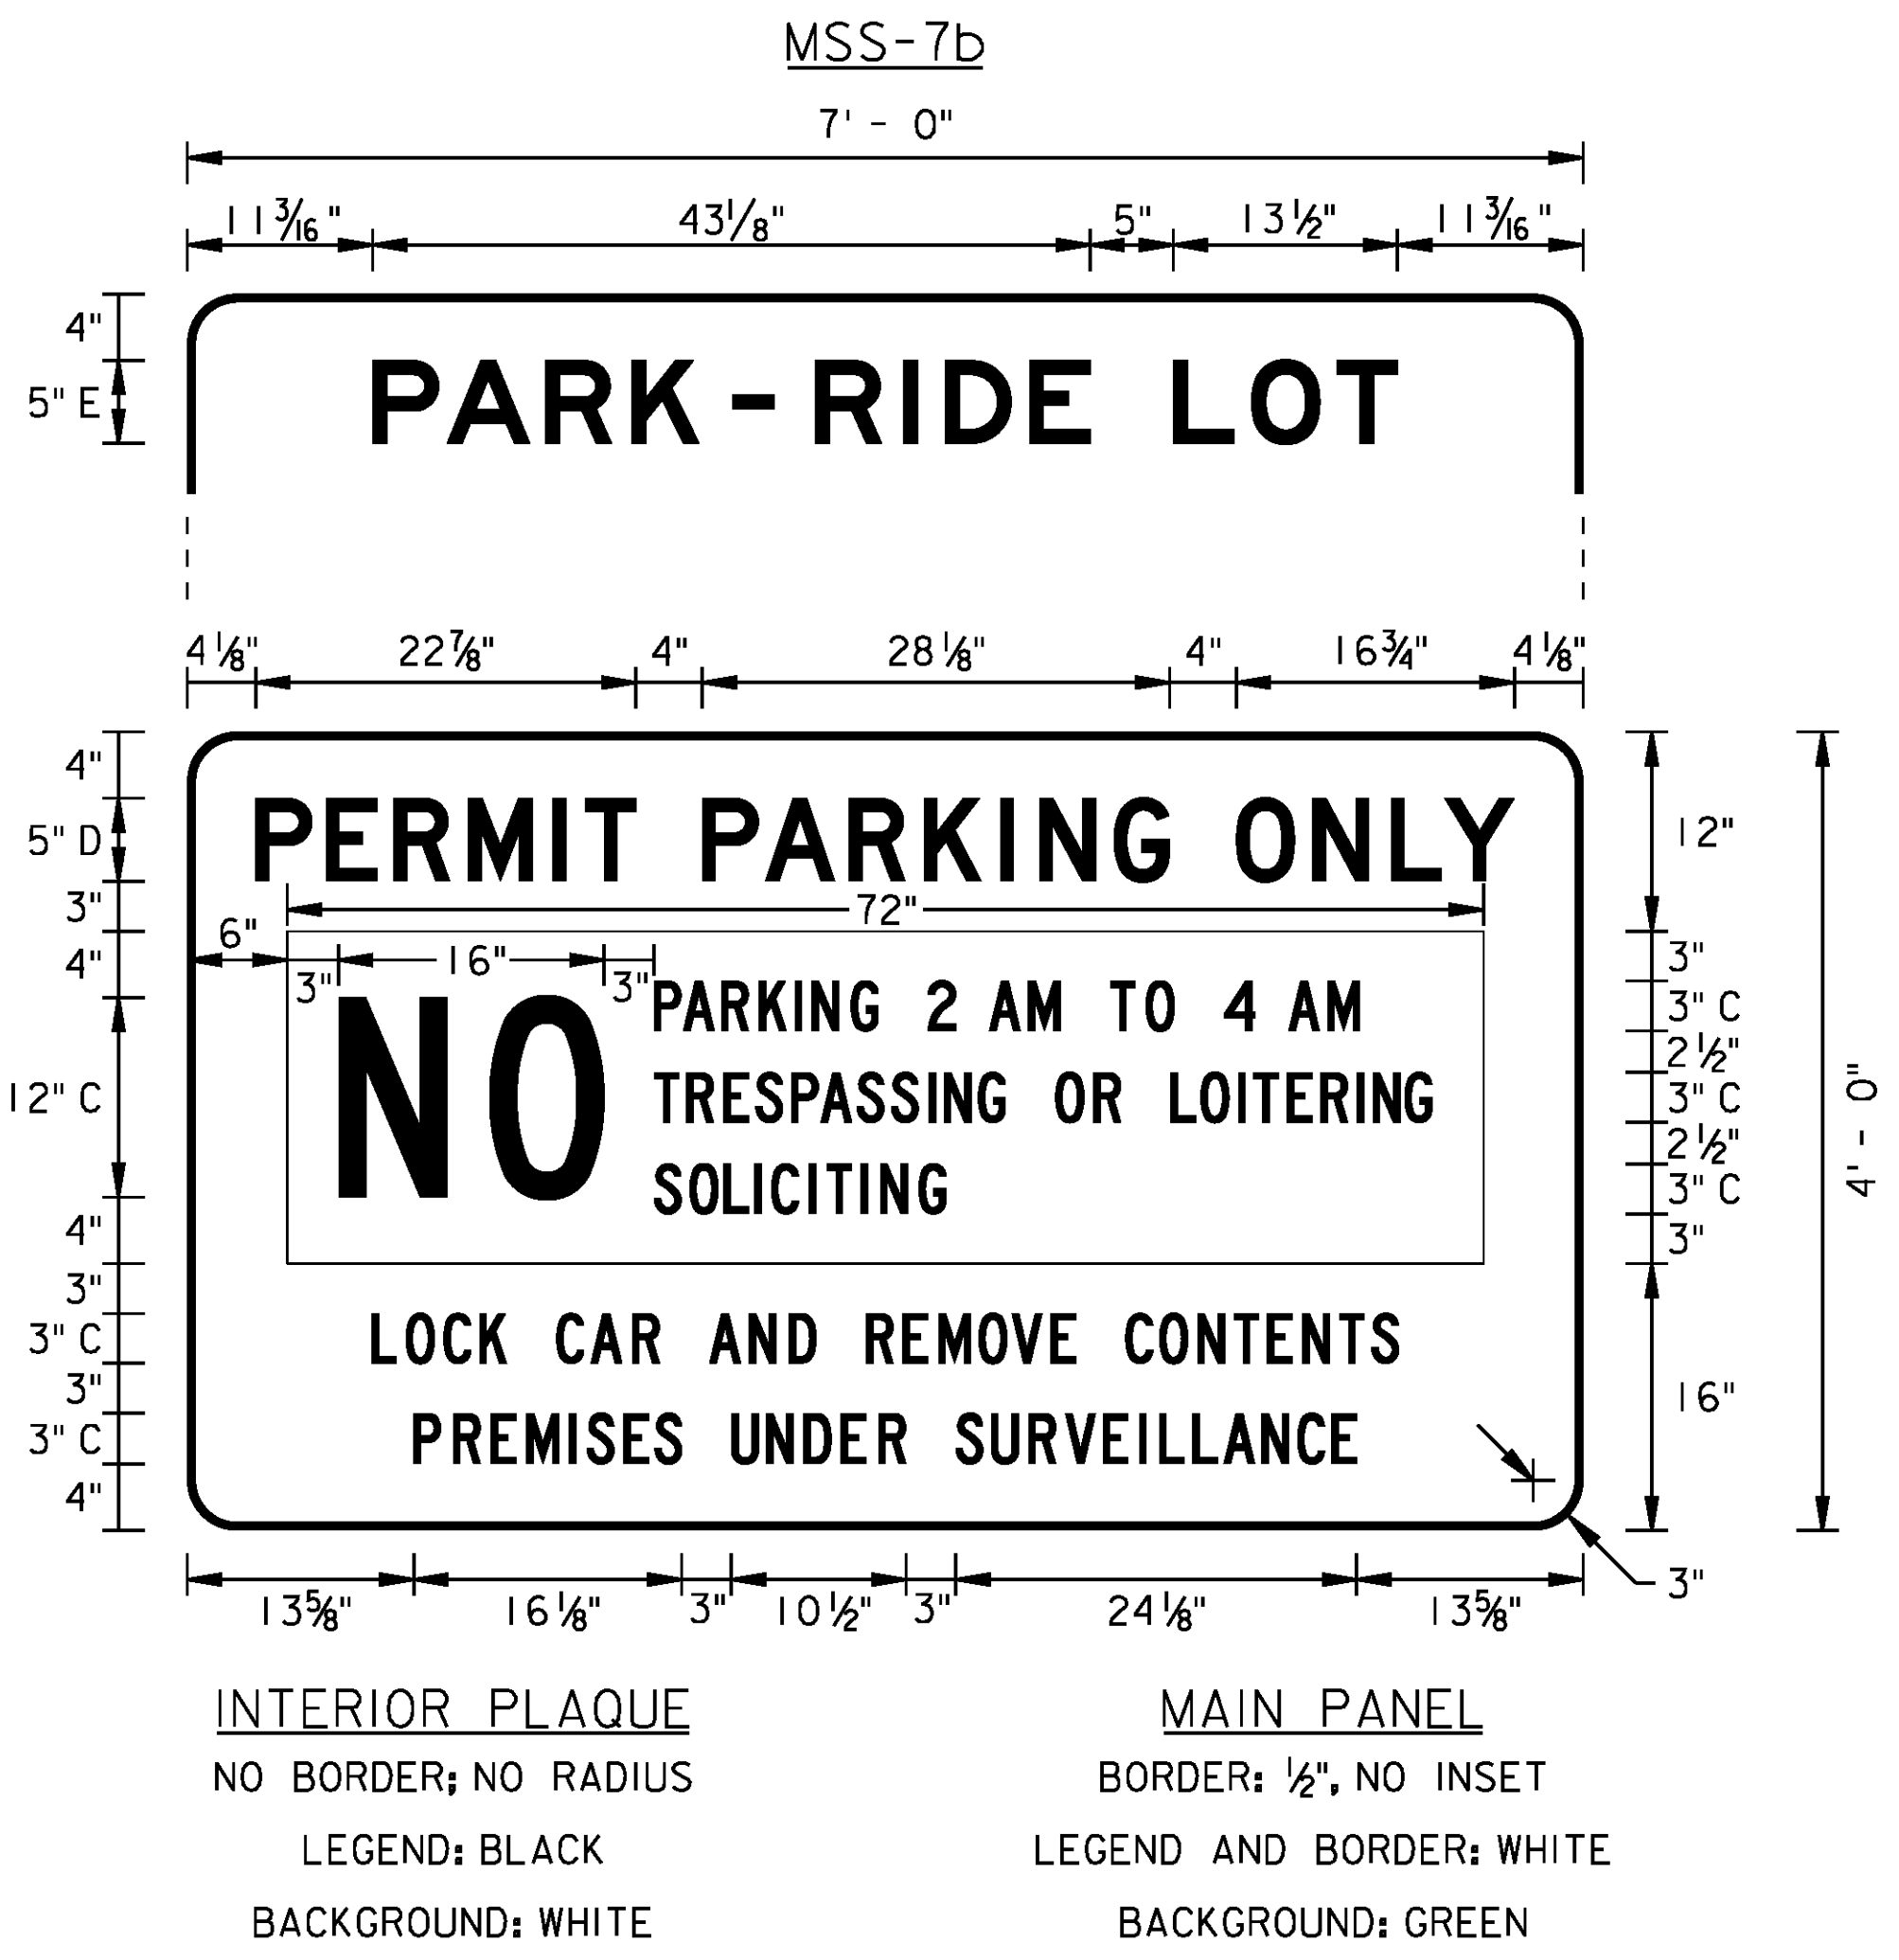 MSS-7b
7' - 0"
11 3/16" 43 1/8" 5" 13 1/2" 11 3/16"
4"
5" E
PARK-RIDE LOT
4 1/8" 22 7/8" 4" 28 1/8" 4" 16 3/4" 4 1/8"
4"
5" D
3"
4"
12" C
4"
3"
3" C
3"
3" C
4"
PERMIT PARKING ONLY
72"
6"
3" 16" 3"
NO
PARKING 2 AM TO 4 AM
TRESPASSING OR LOITERING
SOLICITING
LOCK CAR AND REMOVE CONTENTS
PREMISES UNDER SURVEILLANCE
12"
3"
3" C
2 1/2"
3" C
2 1/2"
3" C
3"
16"
4' - 0"
3"
13 5/8" 16 1/8" 3" 10 1/2" 3" 24 1/8" 13 5/8"
INTERIOR PLAQUE
NO BORDER; NO RADIUS
LEGEND: BLACK
BACKGROUND: WHITE
MAIN PANEL
BORDER: 1/2", NO INSET
LEGEND AND BORDER: WHITE
BACKGROUND: GREEN